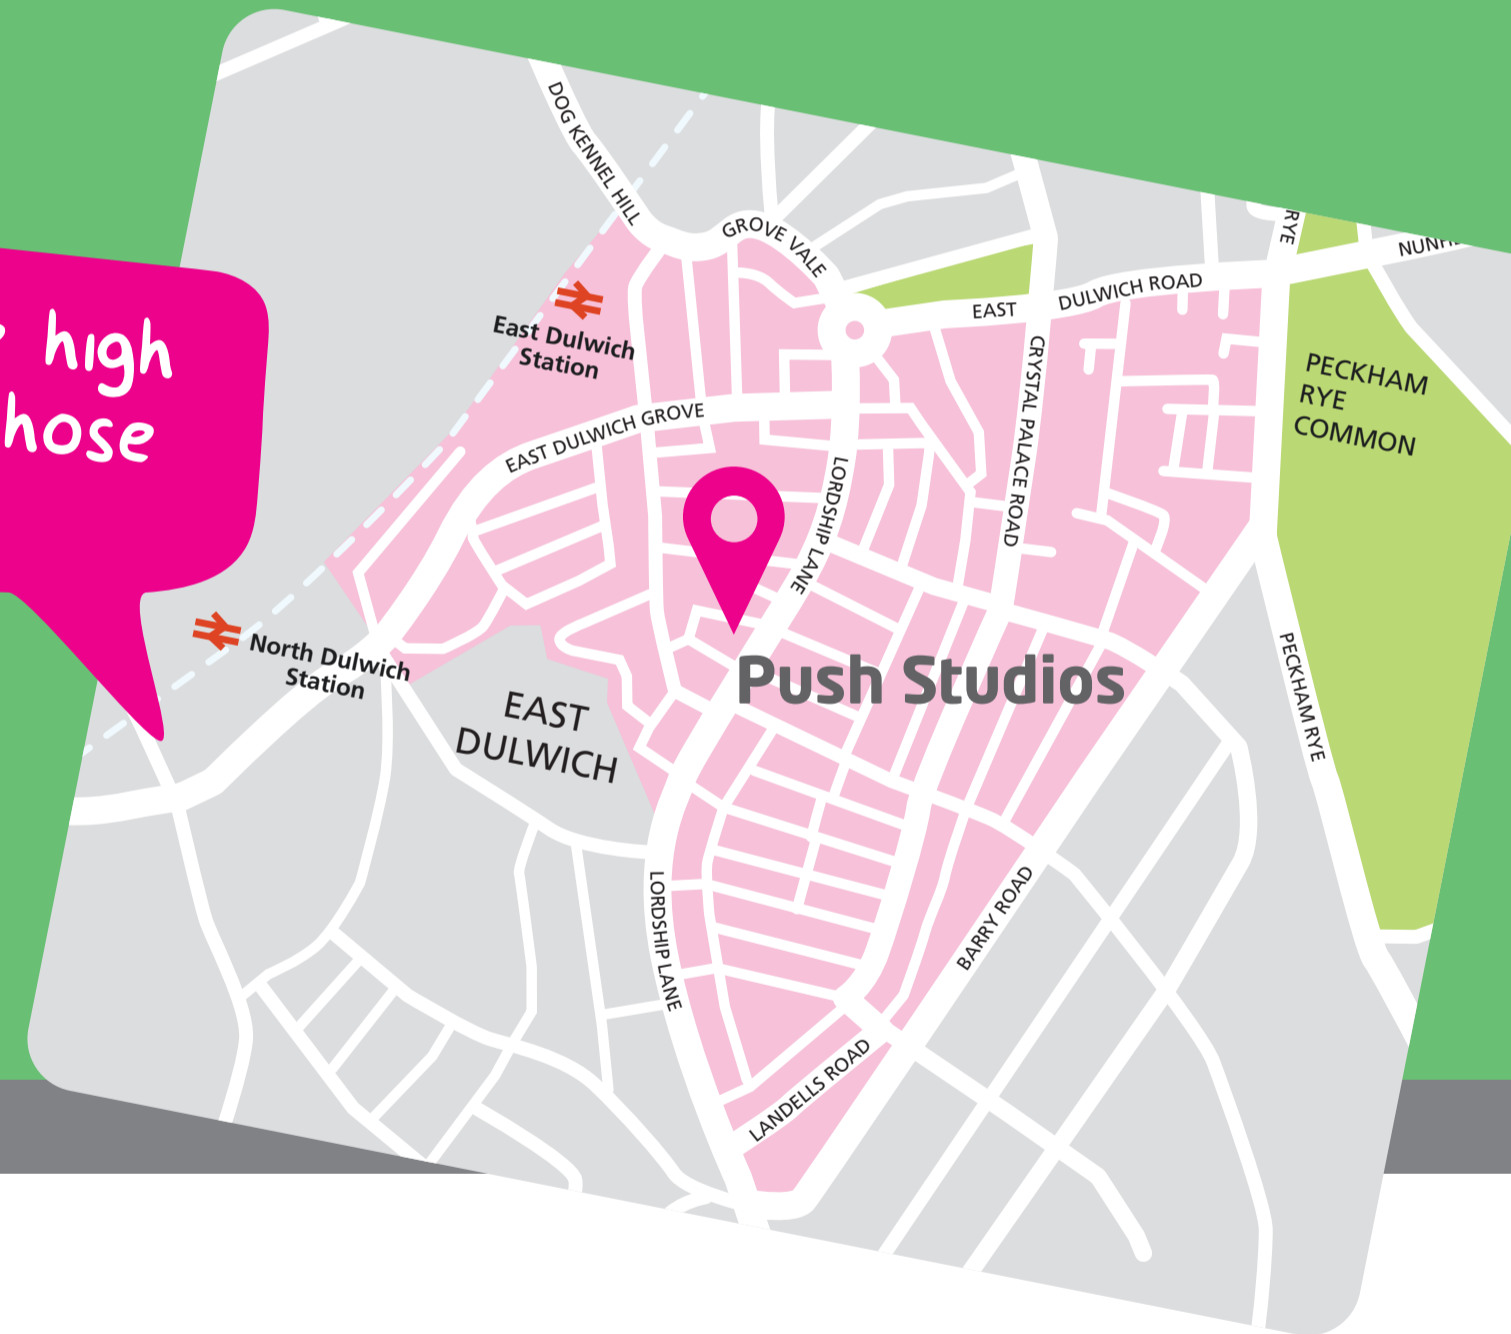 DOG KENNEL HILL
GROVE VALE
RYE
EAST DULWICH ROAD
high
hose
East Dulwich
Station
EAST DULWICH GROVE
CRYSTAL PALACE ROAD
PECKHAM
RYE
COMMON
LORDSHIP LANE
North Dulwich
Station
Push Studios
EAST
DULWICH
PECKHAM RYE
LORDSHIP LANE
BARRY ROAD
LANDELLS ROAD